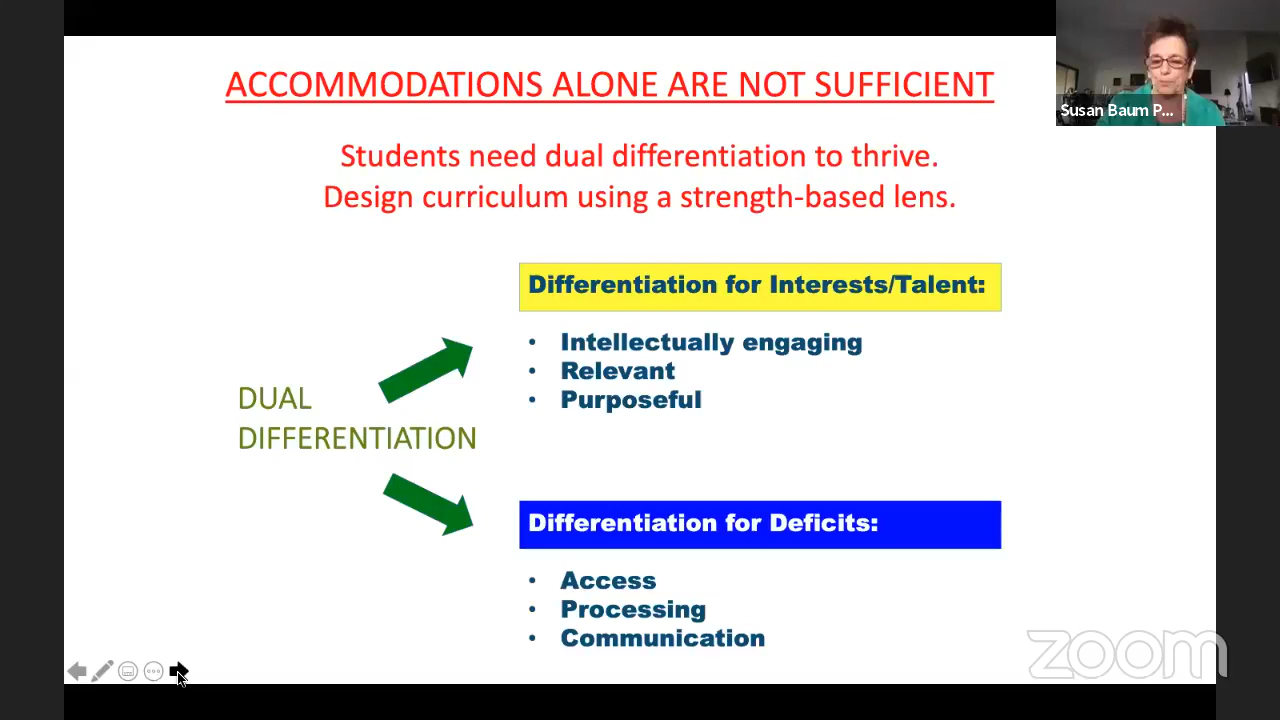 ACCOMMODATIONS ALONE ARE NOT SUFFICIENT
Susan Baum P...
Students need dual differentiation to thrive.
Design curriculum using a strength-based lens.
Differentiation for Interests/Talent:
• Intellectually engaging
• Relevant
• Purposeful
DUAL
DIFFERENTIATION
Differentiation for Deficits:
• Access
• Processing
• Communication
zoom